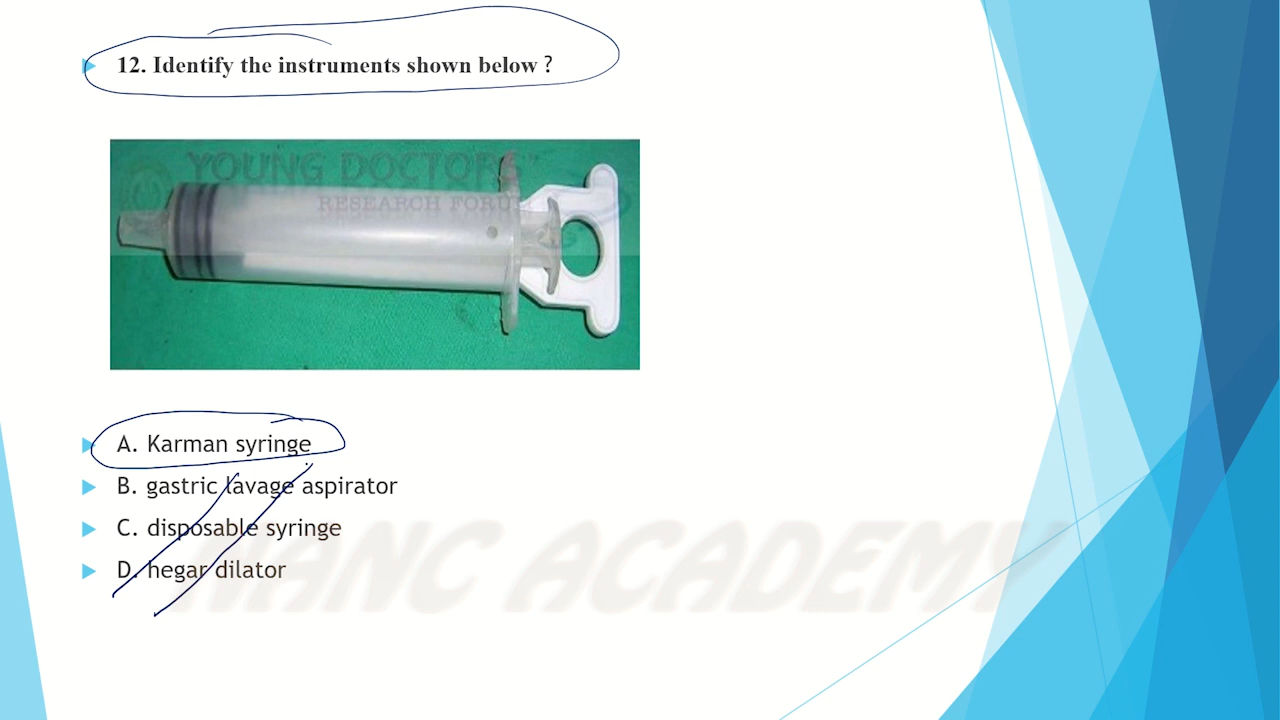 12. Identify the instruments shown below ?
YOUNG DOCTORS'
RESEARCH FORUM
A. Karman syringe
B. gastric lavage aspirator
C. disposable syringe
D. hegar dilator
NANC ACADEMY